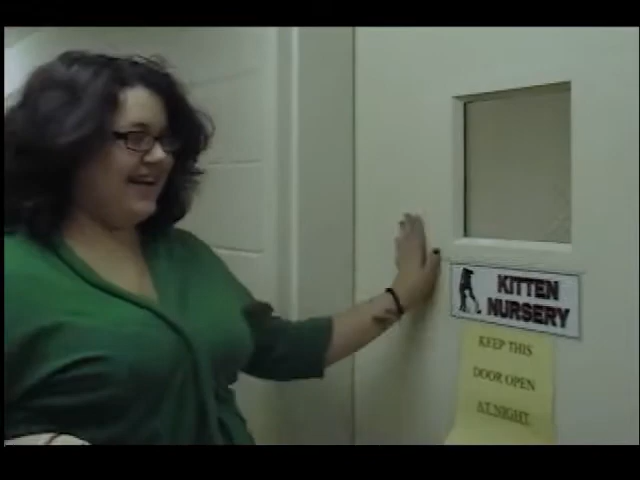 KITTEN
NURSERY
KEEP THIS
DOOR OPEN
AT NIGHT